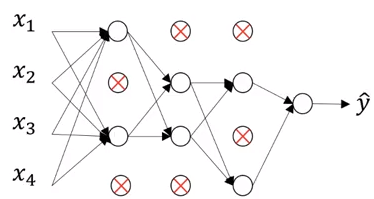 x₁
x₂
x₃
x₄
ŷ